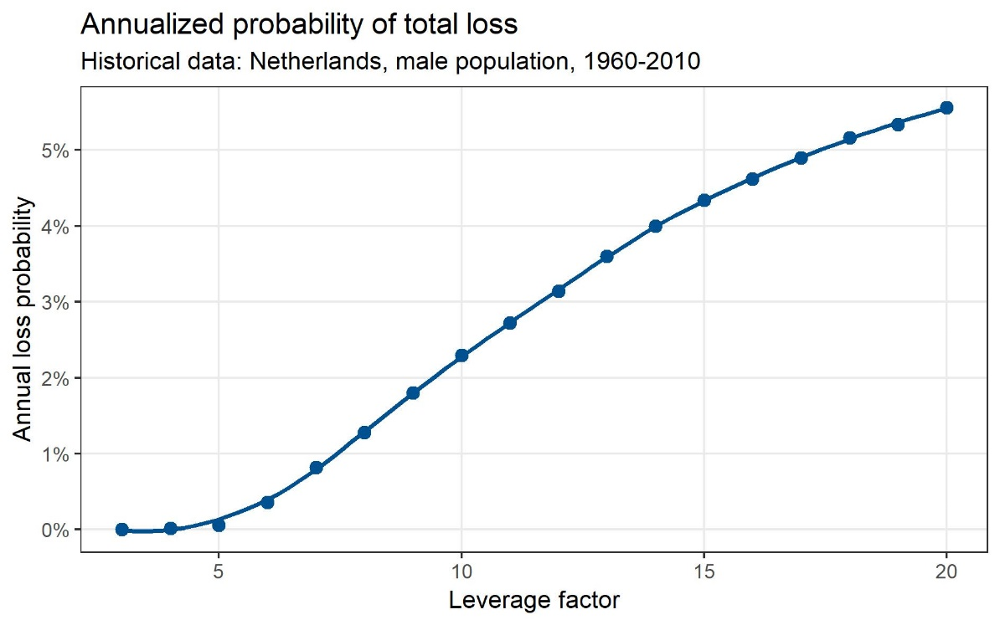 Annualized probability of total loss
Historical data: Netherlands, male population, 1960-2010
Annual loss probability
5%
4%
3%
2%
1%
0%
5
10
15
20
Leverage factor